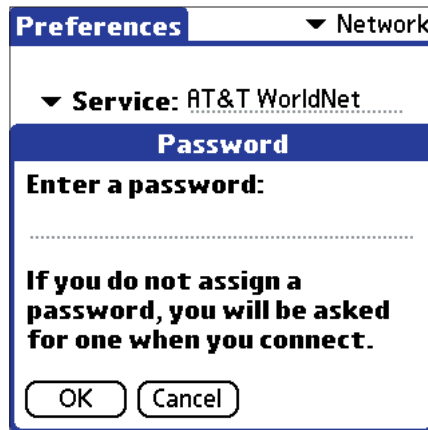 Preferences ▼ Network
▼ Service: AT&T WorldNet
Password
Enter a password:
If you do not assign a
password, you will be asked
for one when you connect.
OK Cancel